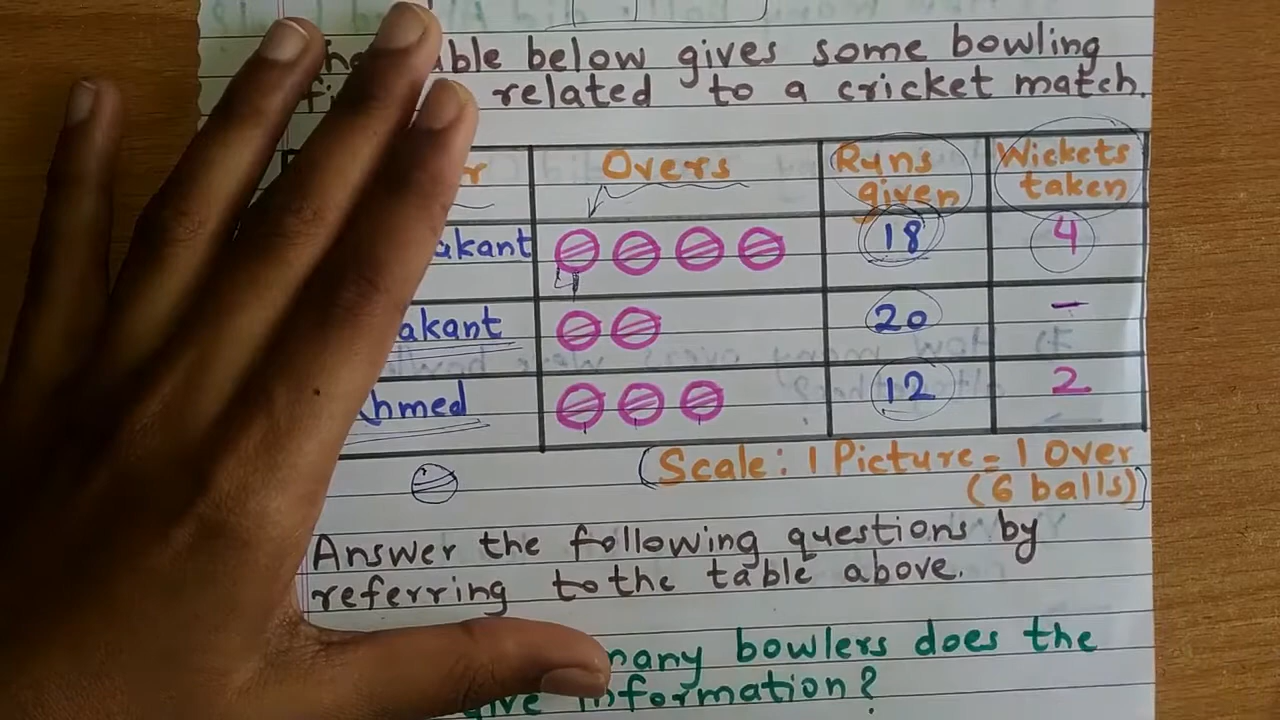 below gives some bowling
related to a cricket match.
Overs Runs given Wickets taken
akant 18 4
akant 20 -
hmed 12 2
(Scale: 1 Picture = 1 Over
(6 balls))
Answer the following questions by
referring to the table above.
many bowlers does the
give information?